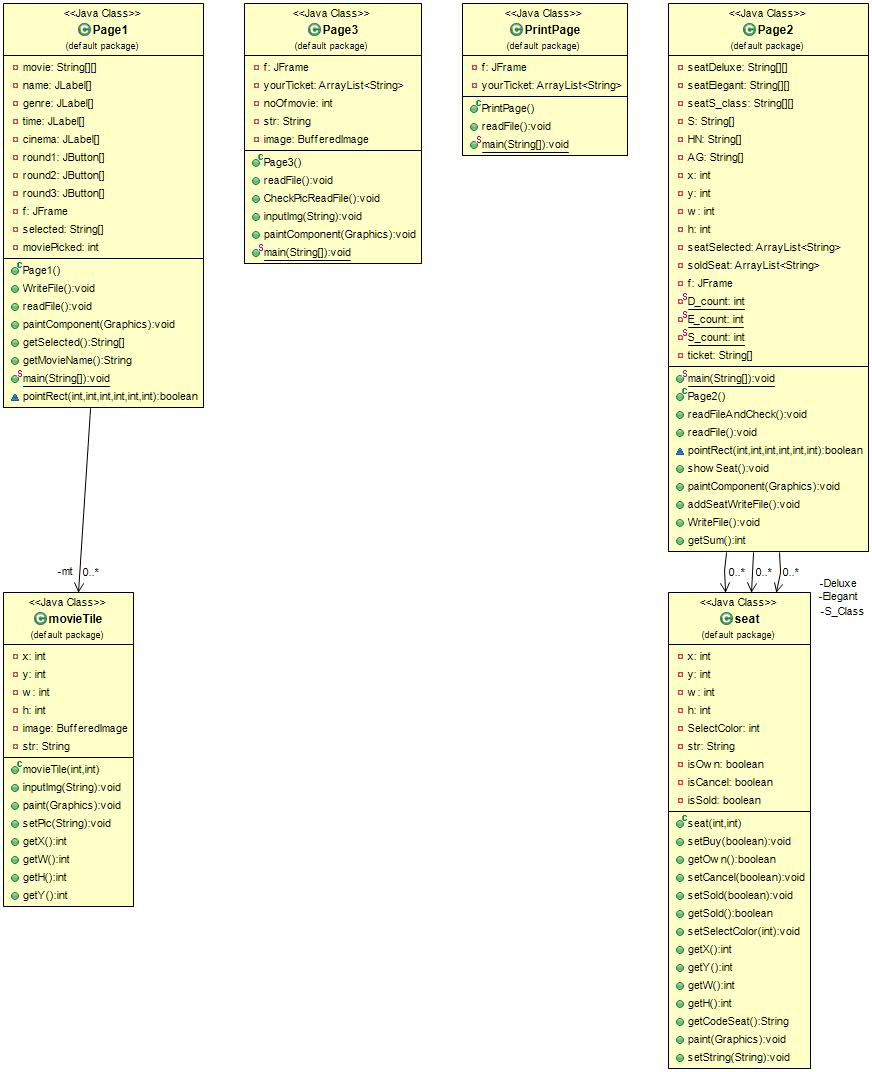 <<Java Class>>
Page1
(default package)
movie: String[][]
name: JLabel[]
genre: JLabel[]
time: JLabel[]
cinema: JLabel[]
round1: JButton[]
round2: JButton[]
round3: JButton[]
f: JFrame
selected: String[]
moviePicked: int
Page1()
WriteFile():void
readFile():void
paintComponent(Graphics):void
getSelected():String[]
getMovieName():String
main(String[]):void
pointRect(int,int,int,int,int,int):boolean
<<Java Class>>
Page3
(default package)
f: JFrame
yourTicket: ArrayList<String>
noOfmovie: int
str: String
image: BufferedImage
Page3()
readFile():void
CheckPicReadFile():void
inputImg(String):void
paintComponent(Graphics):void
main(String[]):void
<<Java Class>>
PrintPage
(default package)
f: JFrame
yourTicket: ArrayList<String>
PrintPage()
readFile():void
main(String[]):void
<<Java Class>>
Page2
(default package)
seatDeluxe: String[][]
seatElegant: String[][]
seatS_class: String[][]
S: String[]
HN: String[]
AG: String[]
x: int
y: int
w: int
h: int
seatSelected: ArrayList<String>
soldSeat: ArrayList<String>
f: JFrame
D_count: int
E_count: int
S_count: int
ticket: String[]
main(String[]):void
Page2()
readFileAndCheck():void
readFile():void
pointRect(int,int,int,int,int,int):boolean
showSeat():void
paintComponent(Graphics):void
addSeatWriteFile():void
WriteFile():void
getSum():int
-mt 0..*
0..* 0..* 0..*
-Deluxe
-Elegant
-S_Class
<<Java Class>>
movieTile
(default package)
x: int
y: int
w: int
h: int
image: BufferedImage
str: String
movieTile(int,int)
inputImg(String):void
paint(Graphics):void
setPic(String):void
getX():int
getW():int
getH():int
getY():int
<<Java Class>>
seat
(default package)
x: int
y: int
w: int
h: int
SelectColor: int
str: String
isOwn: boolean
isCancel: boolean
isSold: boolean
seat(int,int)
setBuy(boolean):void
getOwn():boolean
setCancel(boolean):void
setSold(boolean):void
getSold():boolean
setSelectColor(int):void
getX():int
getY():int
getW():int
getH():int
getCodeSeat():String
paint(Graphics):void
setString(String):void